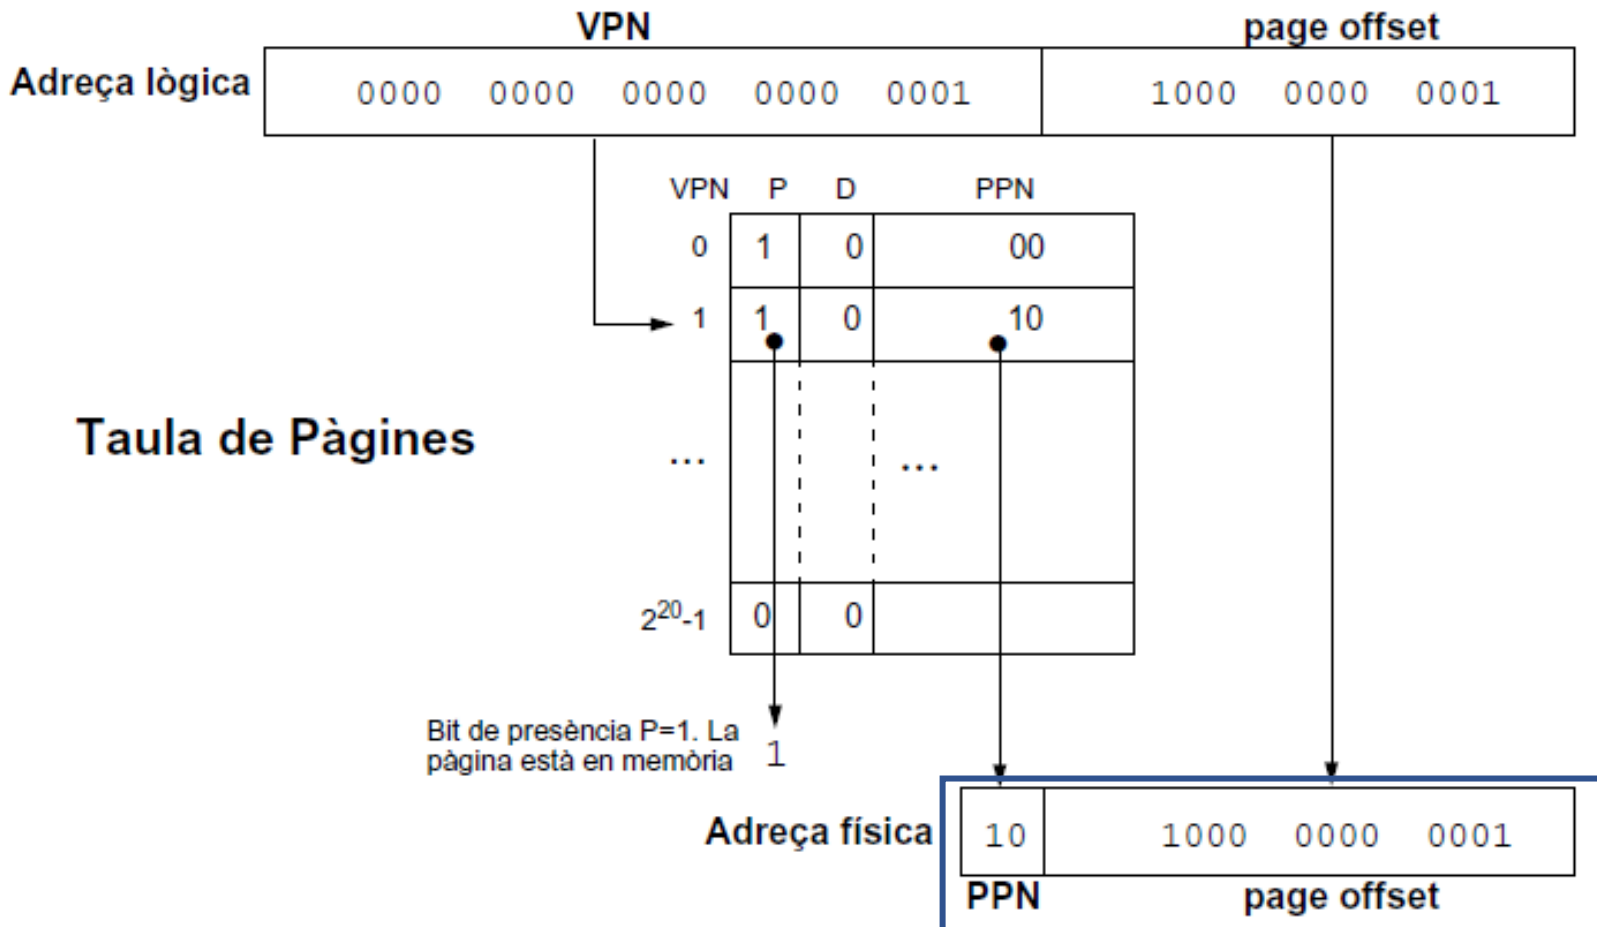 VPN page offset
Adreça lògica 0000 0000 0000 0000 0001 1000 0000 0001
VPN P D PPN
0 1 0 00
1 1 0 10
Taula de Pàgines
... ...
2^20-1 0 0
Bit de presència P=1. La
pàgina està en memòria 1
Adreça física 10 1000 0000 0001
PPN page offset